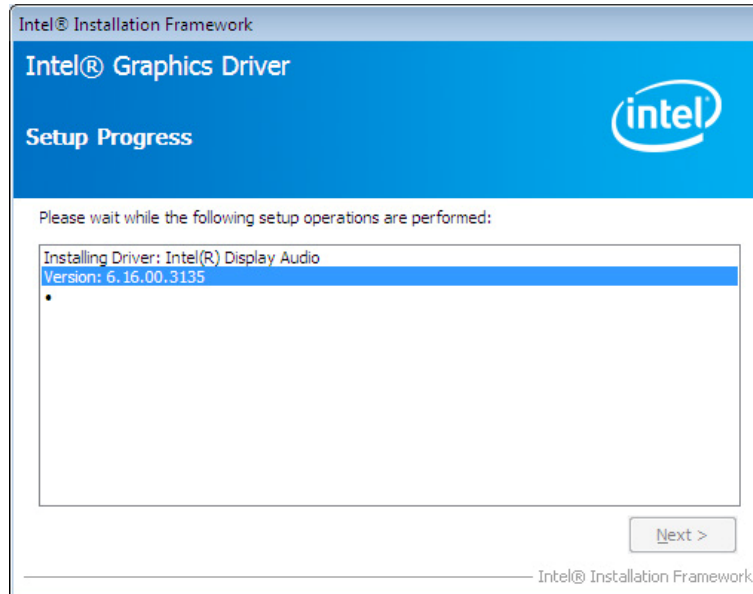 Intel® Installation Framework
Intel® Graphics Driver
intel®
Setup Progress
Please wait while the following setup operations are performed:
Installing Driver: Intel(R) Display Audio
Version: 6.16.00.3135
•
Next >
Intel® Installation Framework